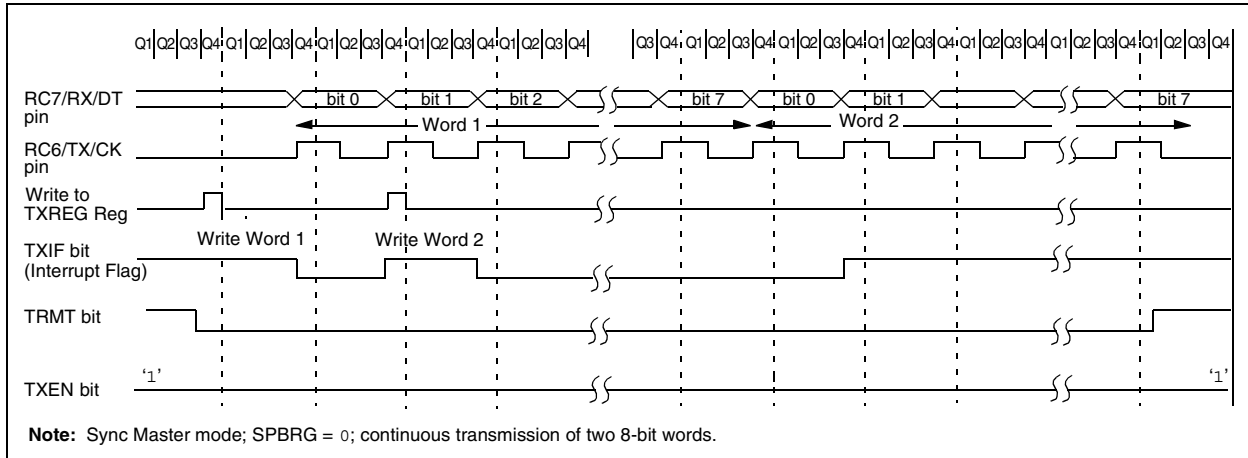 Q1 Q2 Q3 Q4 Q1 Q2 Q3 Q4 Q1 Q2 Q3 Q4 Q1 Q2 Q3 Q4 Q1 Q2 Q3 Q4 Q3 Q4 Q1 Q2 Q3 Q4 Q1 Q2 Q3 Q4 Q1 Q2 Q3 Q4 Q1 Q2 Q3 Q4 Q1 Q2 Q3 Q4 Q1 Q2 Q3 Q4
RC7/RX/DT
pin
bit 0 bit 1 bit 2 bit 7 bit 0 bit 1 bit 7
Word 1 Word 2
RC6/TX/CK
pin
Write to
TXREG Reg
Write Word 1 Write Word 2
TXIF bit
(Interrupt Flag)
TRMT bit
‘1’ ‘1’
TXEN bit
Note: Sync Master mode; SPBRG = 0; continuous transmission of two 8-bit words.